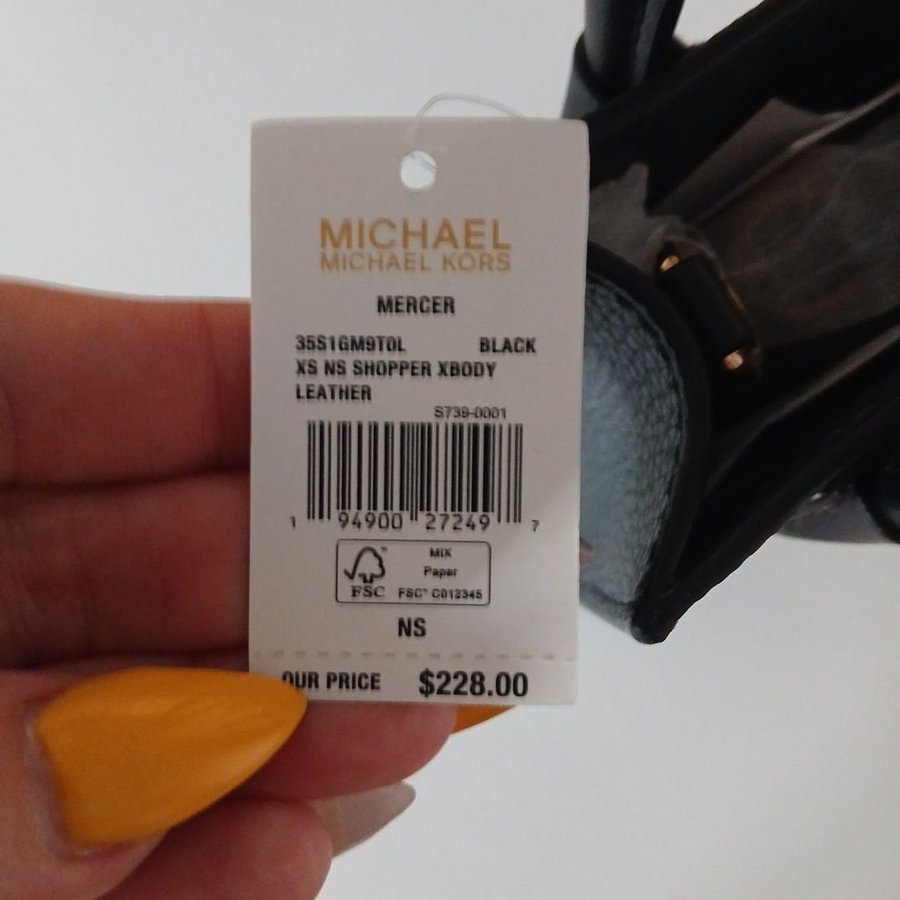 MICHAEL
MICHAEL KORS
MERCER
35S1GM9T0L BLACK
XS NS SHOPPER XBODY
LEATHER
S739-0001
1 94900 27249 7
MIX
Paper
FSC
FSC® C012345
NS
OUR PRICE $228.00